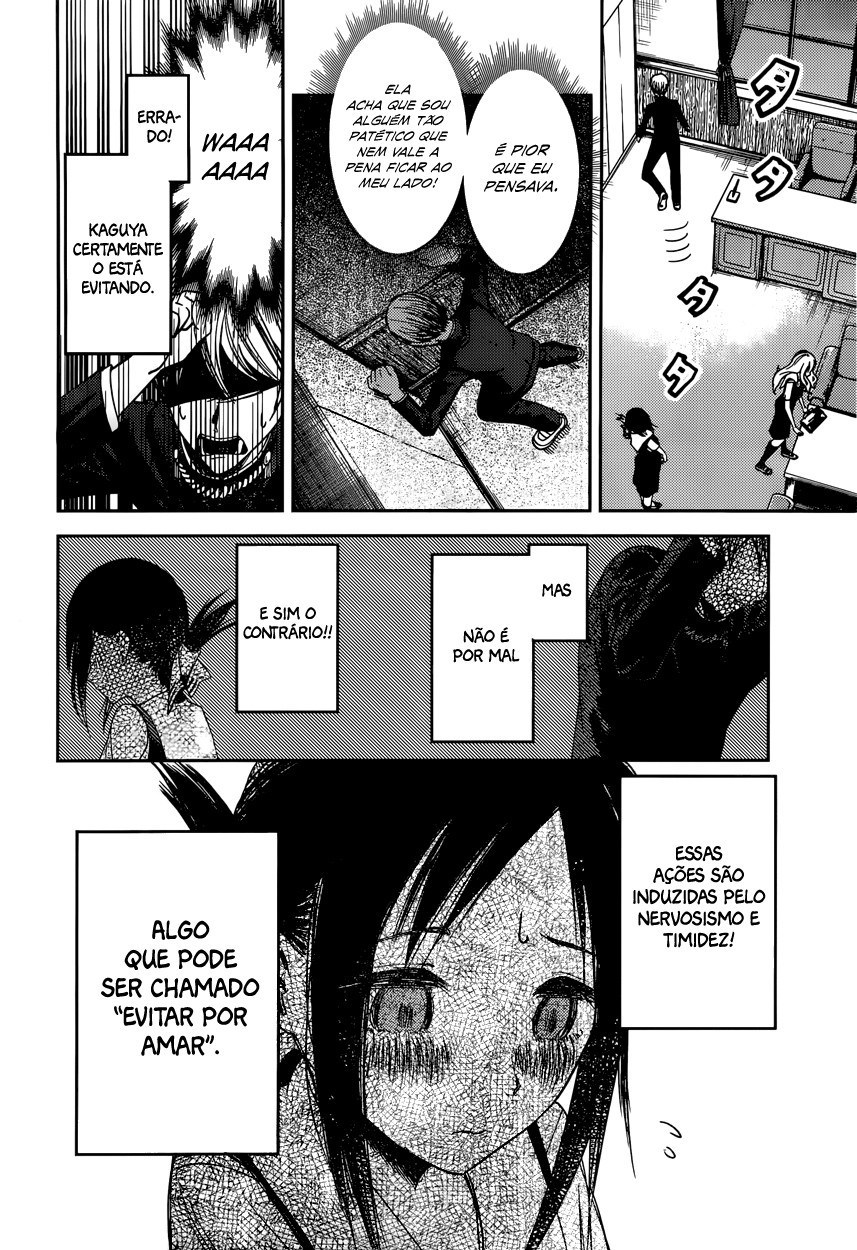 タ
タ
タ
タ
É PIOR
QUE EU
PENSAVA.
ELA
ACHA QUE SOU
ALGUÉM TÃO
PATÉTICO QUE
NEM VALE A
PENA FICAR AO
MEU LADO!
WAAA
AAAA
ERRA-
DO!
KAGUYA
CERTAMENTE
O ESTÁ
EVITANDO.
MAS
NÃO É
POR MAL
E SIM O
CONTRÁRIO!!
ESSAS
AÇÕES SÃO
INDUZIDAS PELO
NERVOSISMO E
TIMIDEZ!
ALGO
QUE PODE
SER CHAMADO
“EVITAR POR
AMAR”.